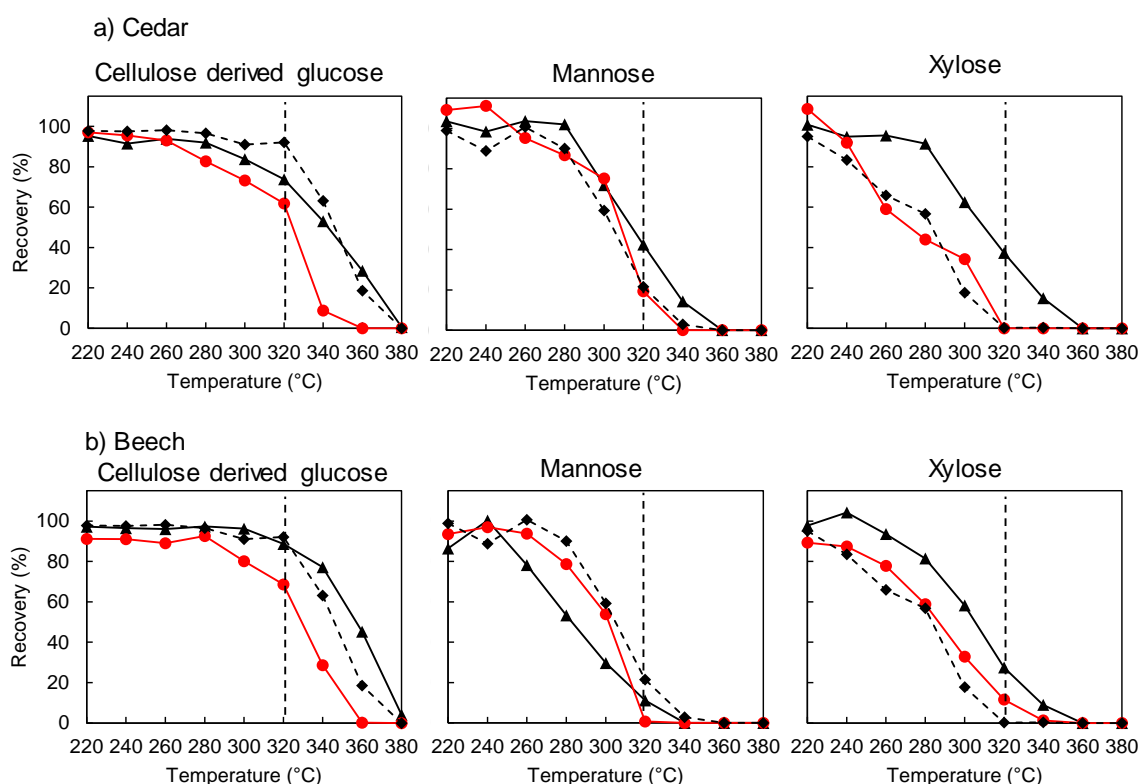 a) Cedar
Cellulose derived glucose
Mannose
Xylose
Recovery (%)
100
80
60
40
20
0
220 240 260 280 300 320 340 360 380
220 240 260 280 300 320 340 360 380
220 240 260 280 300 320 340 360 380
Temperature (°C)
Temperature (°C)
Temperature (°C)
b) Beech
Cellulose derived glucose
Mannose
Xylose
Recovery (%)
100
80
60
40
20
0
220 240 260 280 300 320 340 360 380
220 240 260 280 300 320 340 360 380
220 240 260 280 300 320 340 360 380
Temperature (°C)
Temperature (°C)
Temperature (°C)